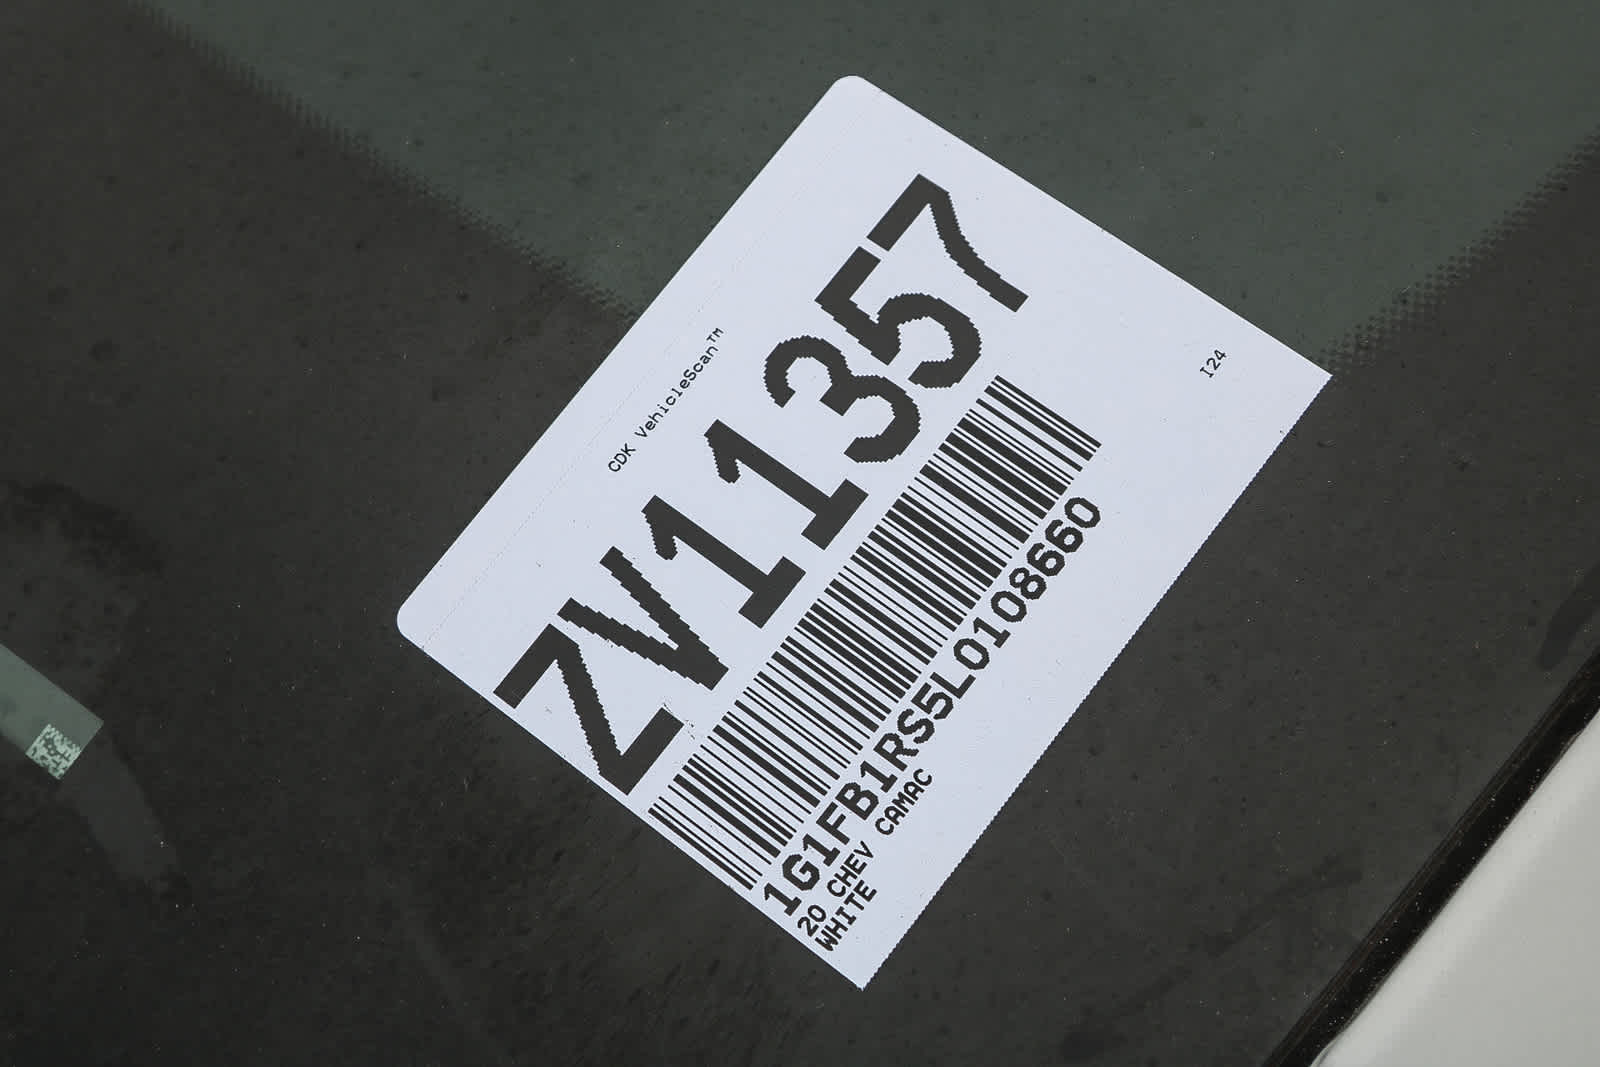 CDK VehicleScan™
ZV11357
1G1FB1RS5L0108660
20 CHEV CAMAC
WHITE
I24